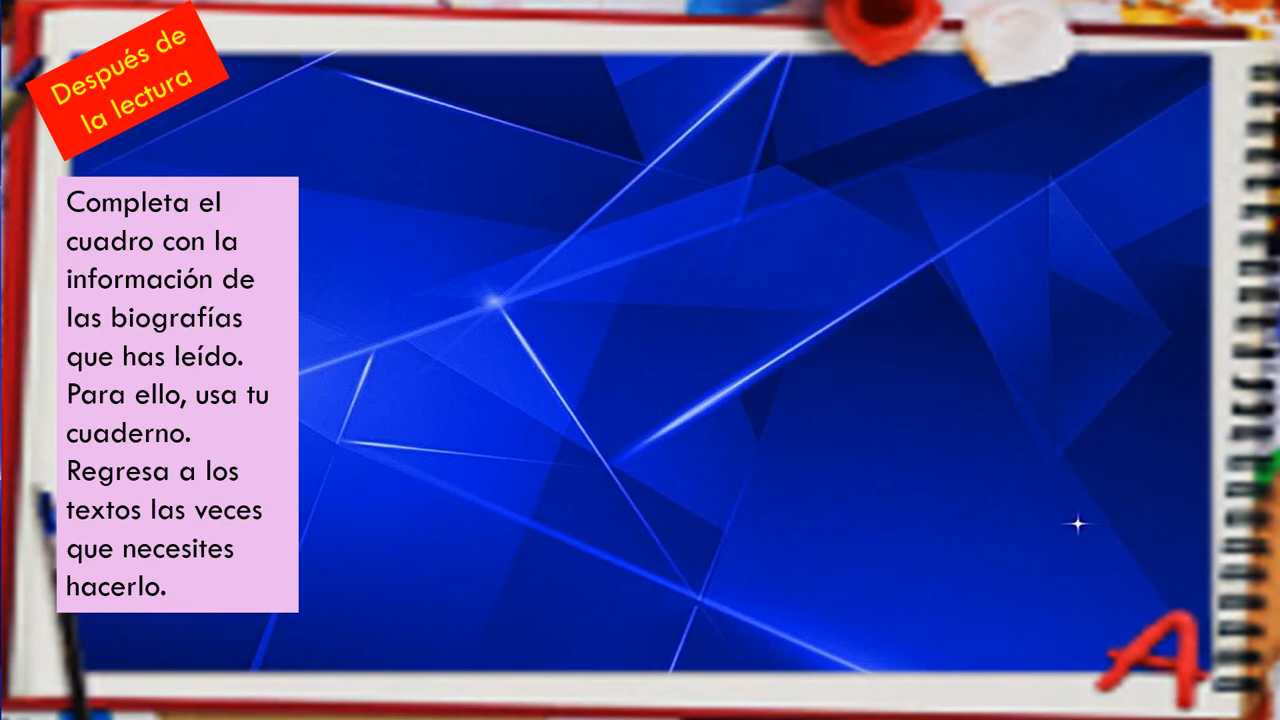 Después de
la lectura
Completa el
cuadro con la
información de
las biografías
que has leído.
Para ello, usa tu
cuaderno.
Regresa a los
textos las veces
que necesites
hacerlo.
A